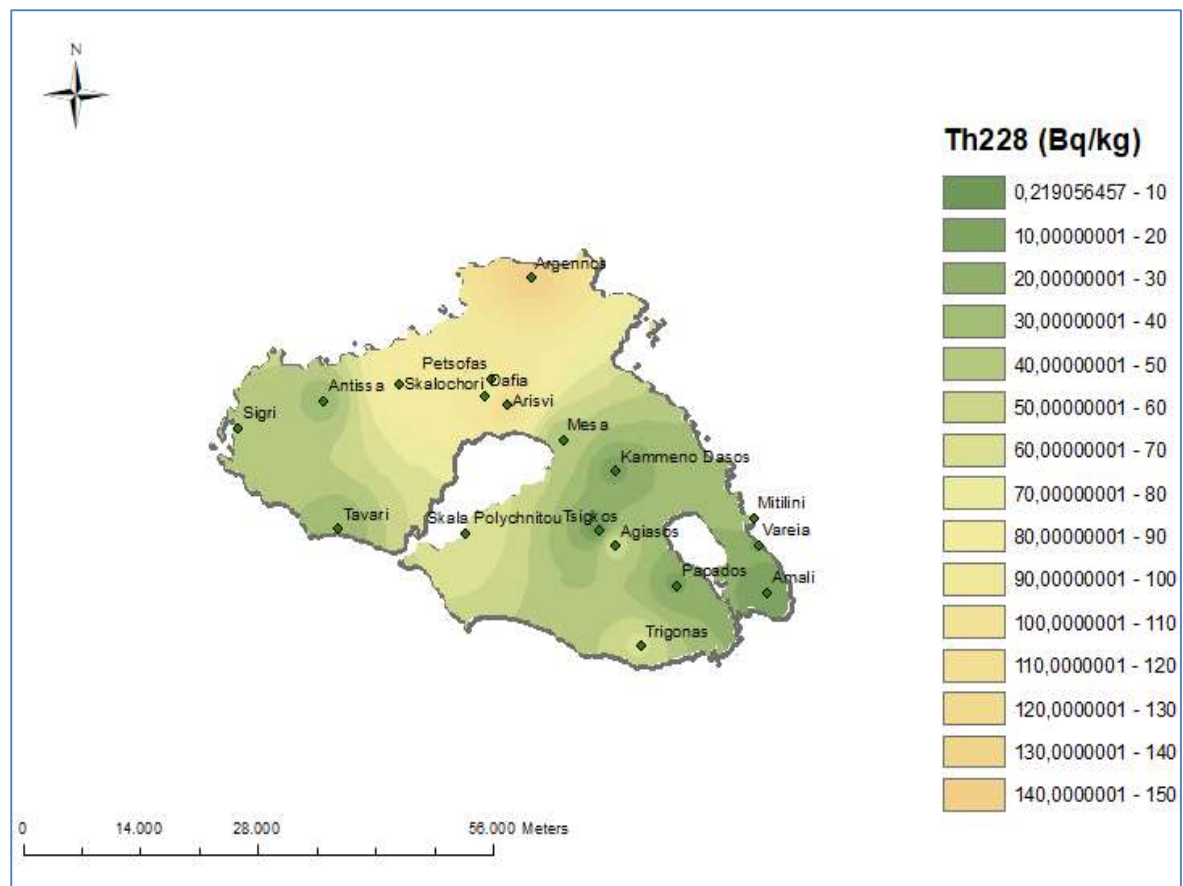 N
Th228 (Bq/kg)
0,219056457 - 10
10,00000001 - 20
20,00000001 - 30
30,00000001 - 40
40,00000001 - 50
50,00000001 - 60
60,00000001 - 70
70,00000001 - 80
80,00000001 - 90
90,00000001 - 100
100,0000001 - 110
110,0000001 - 120
120,0000001 - 130
130,0000001 - 140
140,0000001 - 150
Argennos
Petsofas
Antissa
Skalochori
Dafia
Arisvi
Sigri
Mesa
Kammeno Dasos
Tavari
Skala Polychnitou
Tsigkos
Agiasos
Mitilini
Vareia
Papados
Amali
Trigonas
0 14.000 28.000 56.000 Meters